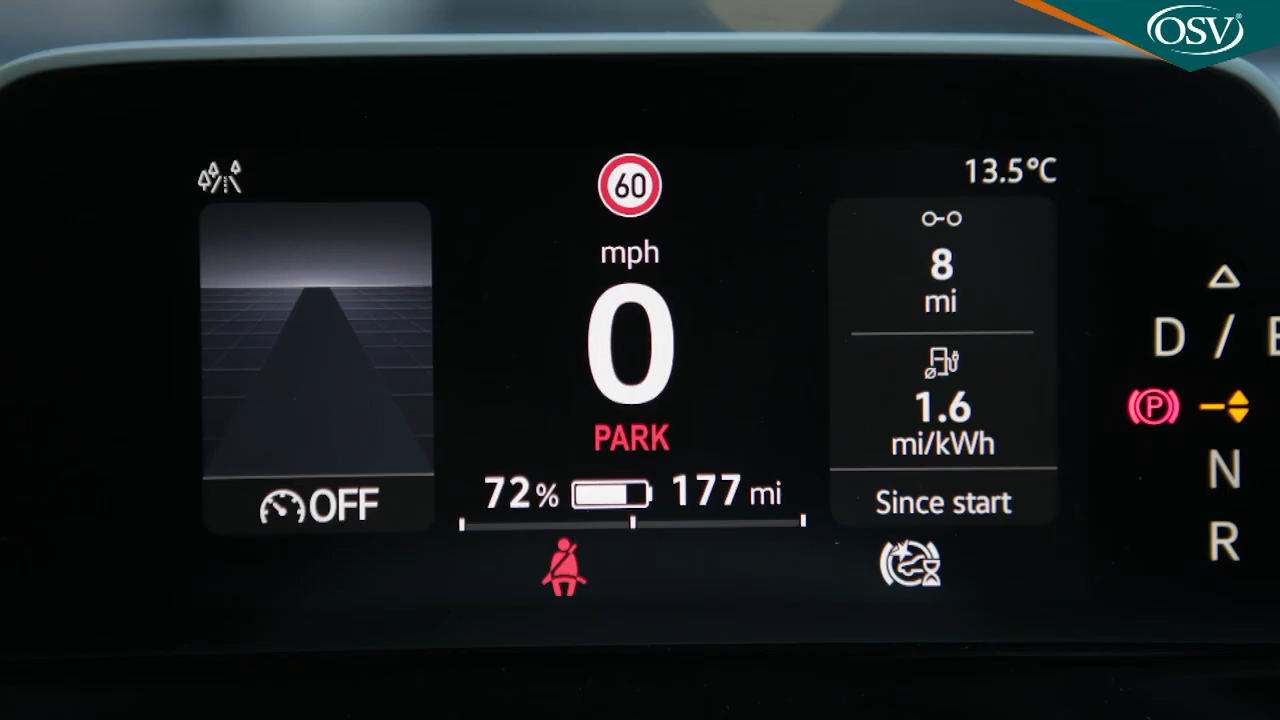 OSV
60
13.5°C
mph
8
mi
0
1.6
mi/kWh
PARK
72% 177 mi
OFF
Since start
D /
P
N
R